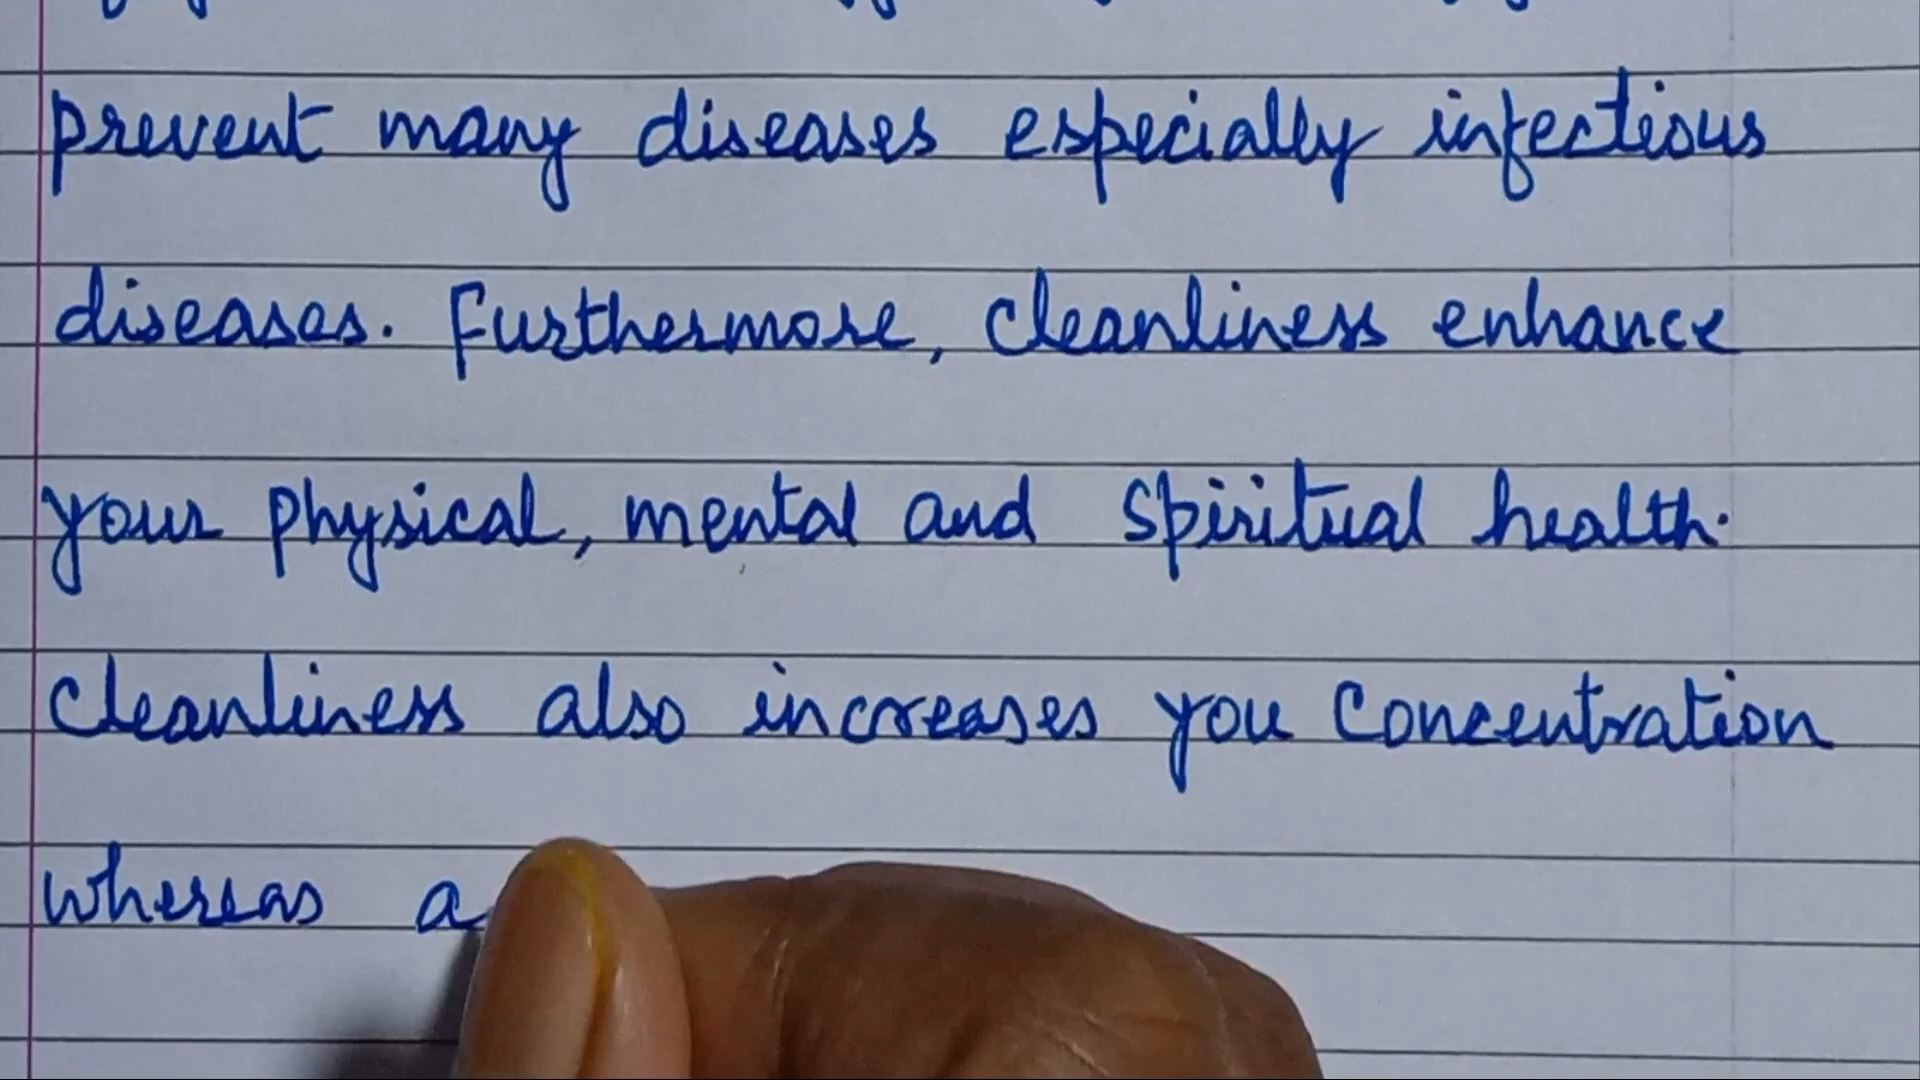 prevent many diseases especially infectious
diseases. Furthermore, cleanliness enhance
your physical, mental and spiritual health.
cleanliness also increases you concentration
whereas a